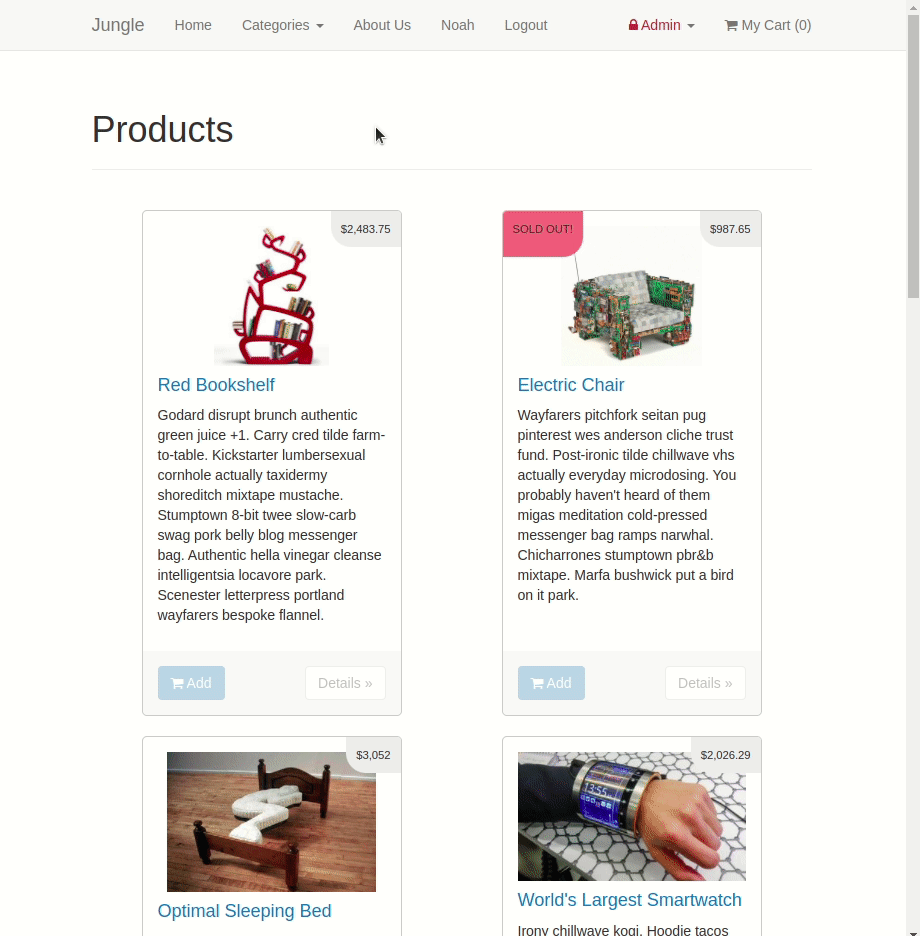 Jungle Home Categories About Us Noah Logout Admin My Cart (0)
Products
$2,483.75
Red Bookshelf
Godard disrupt brunch authentic
green juice +1. Carry cred tilde farm-
to-table. Kickstarter lumbersexual
cornhole actually taxidermy
shoreditch mixtape mustache.
Stumptown 8-bit twee slow-carb
swag pork belly blog messenger
bag. Authentic hella vinegar cleanse
intelligentsia locavore park.
Scenester letterpress portland
wayfarers bespoke flannel.
Add Details »
SOLD OUT! $987.65
Electric Chair
Wayfarers pitchfork seitan pug
pinterest wes anderson cliche trust
fund. Post-ironic tilde chillwave vhs
actually everyday microdosing. You
probably haven't heard of them
migas meditation cold-pressed
messenger bag ramps narwhal.
Chicharrones stumptown pbr&b
mixtape. Marfa bushwick put a bird
on it park.
Add Details »
$3,052
Optimal Sleeping Bed
$2,026.29
13:55
World's Largest Smartwatch
Irony chillwave kogi. Hoodie tacos